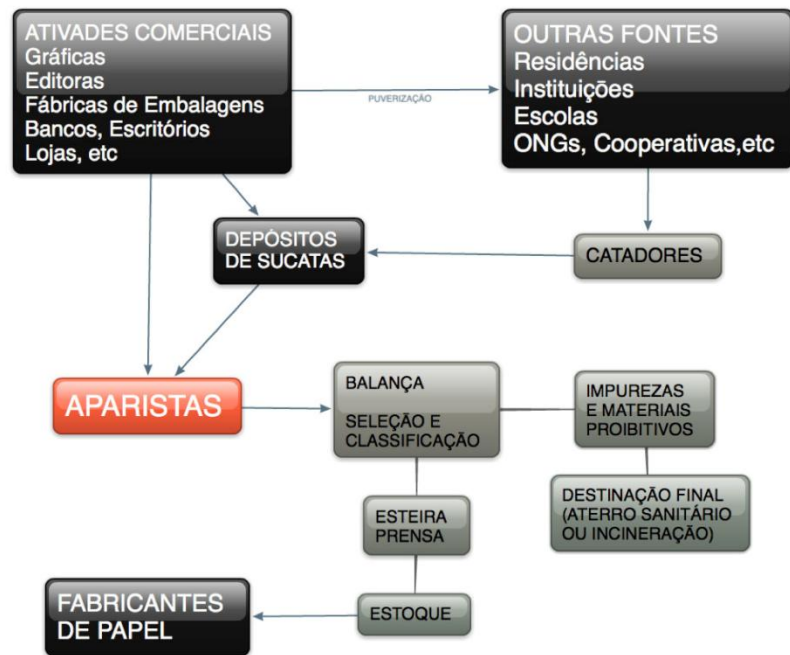 ATIVADES COMERCIAIS
Gráficas
Editoras
Fábricas de Embalagens
Bancos, Escritórios
Lojas, etc
PUVERIZAÇÃO
OUTRAS FONTES
Residências
Instituições
Escolas
ONGs, Cooperativas,etc
DEPÓSITOS
DE SUCATAS
CATADORES
APARISTAS
BALANÇA
SELEÇÃO E
CLASSIFICAÇÃO
IMPUREZAS
E MATERIAIS
PROIBITIVOS
ESTEIRA
PRENSA
DESTINAÇÃO FINAL
(ATERRO SANITÁRIO
OU INCINERAÇÃO)
FABRICANTES
DE PAPEL
ESTOQUE